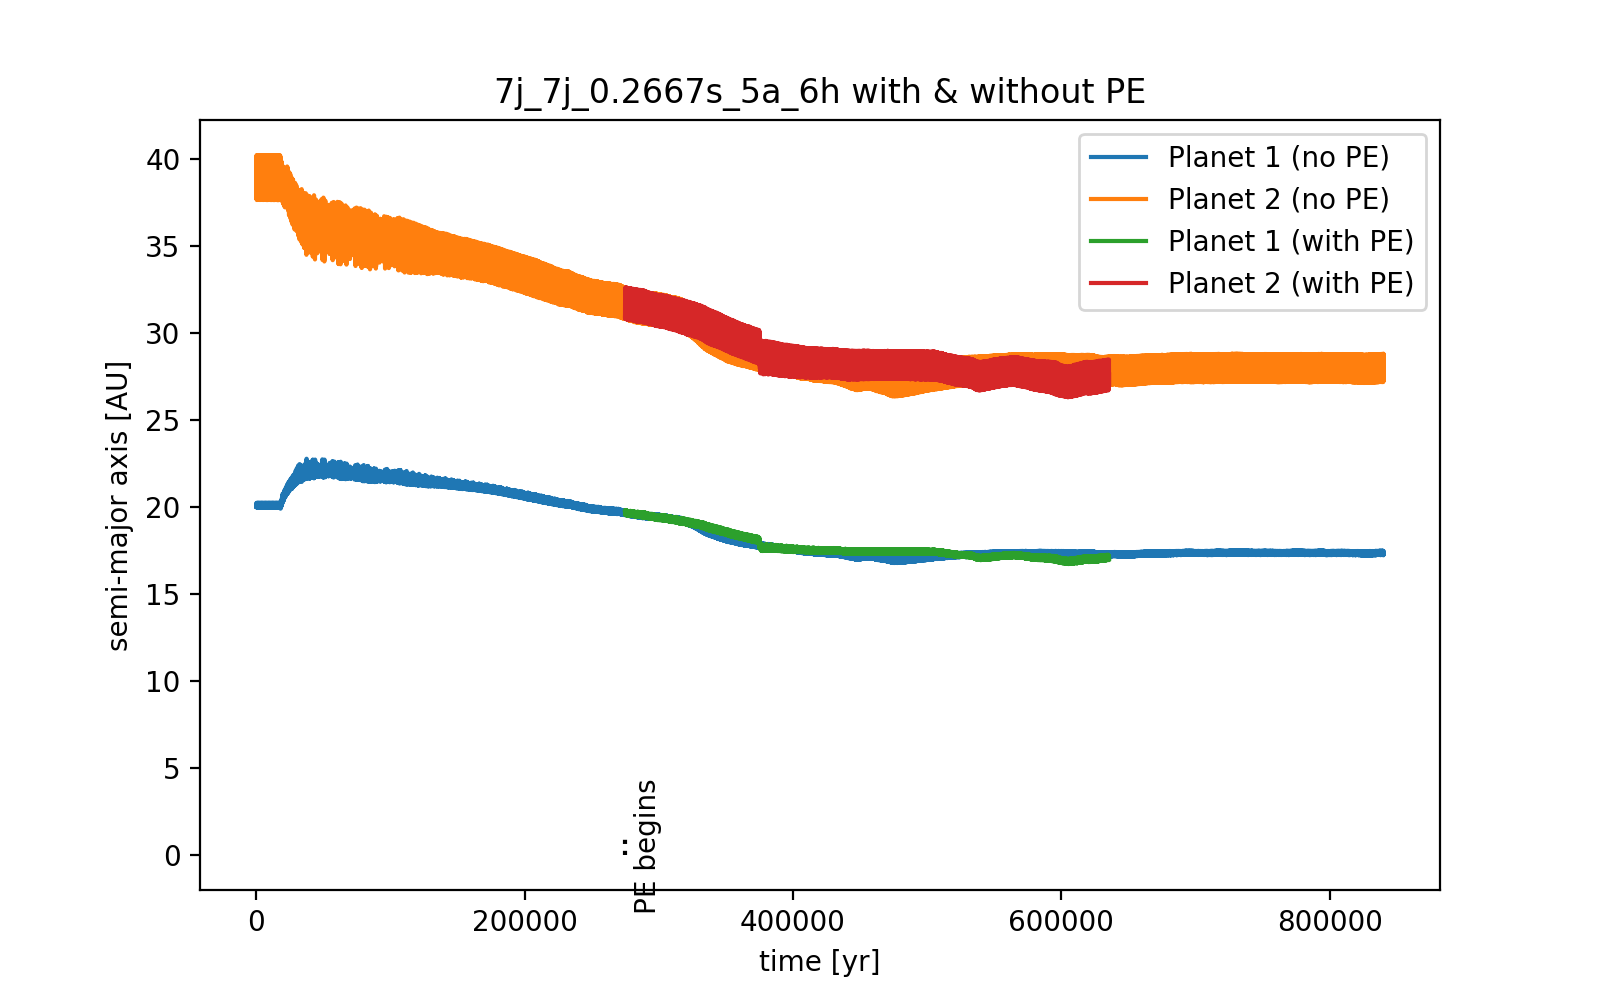 7j_7j_0.2667s_5a_6h with & without PE
Planet 1 (no PE)
Planet 2 (no PE)
Planet 1 (with PE)
Planet 2 (with PE)
semi-major axis [AU]
40
35
30
25
20
15
10
5
0
PE begins
0
200000
400000
600000
800000
time [yr]